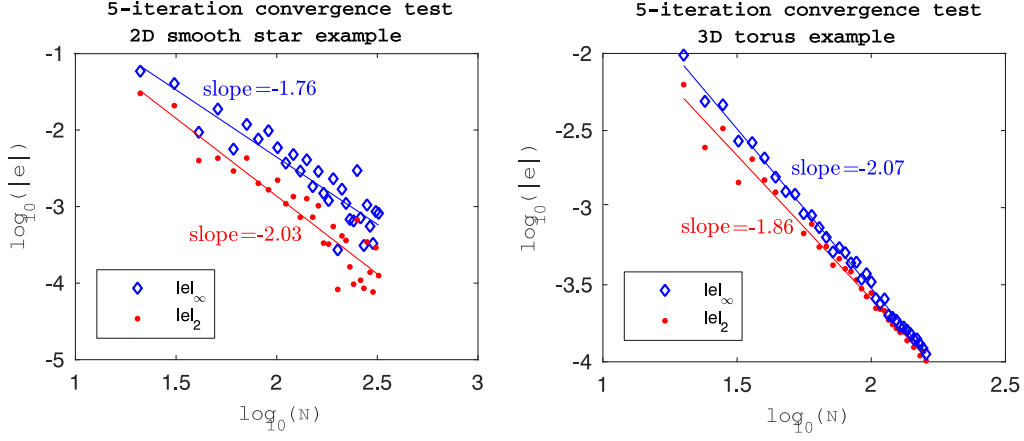 5-iteration convergence test
2D smooth star example
-1
-2
-3
-4
-5
log10(|e|)
slope=-1.76
slope=-2.03
|e|∞
|e|2
1
1.5
2
2.5
3
log10(N)
5-iteration convergence test
3D torus example
-2
-2.5
-3
-3.5
-4
log10(|e|)
slope=-2.07
slope=-1.86
|e|∞
|e|2
1
1.5
2
2.5
log10(N)